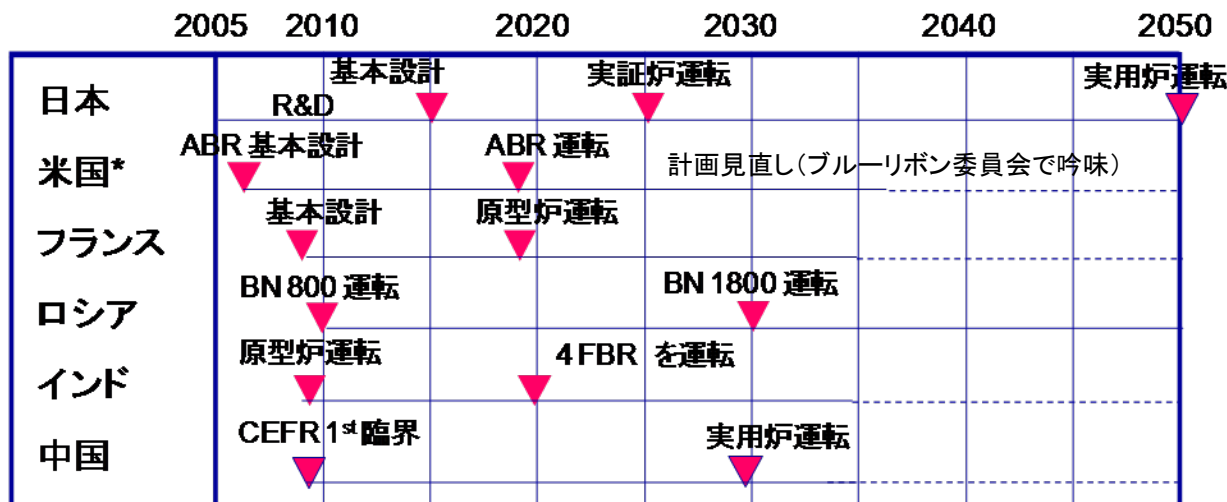 2005 2010 2020 2030 2040 2050
基本設計 実証炉運転 実用炉運転
日本 R&D
ABR 基本設計 ABR 運転
米国* 計画見直し(ブルーリボン委員会で吟味)
基本設計 原型炉運転
フランス
BN 800 運転 BN 1800 運転
ロシア
原型炉運転 4 FBR を運転
インド
CEFR 1st 臨界 実用炉運転
中国